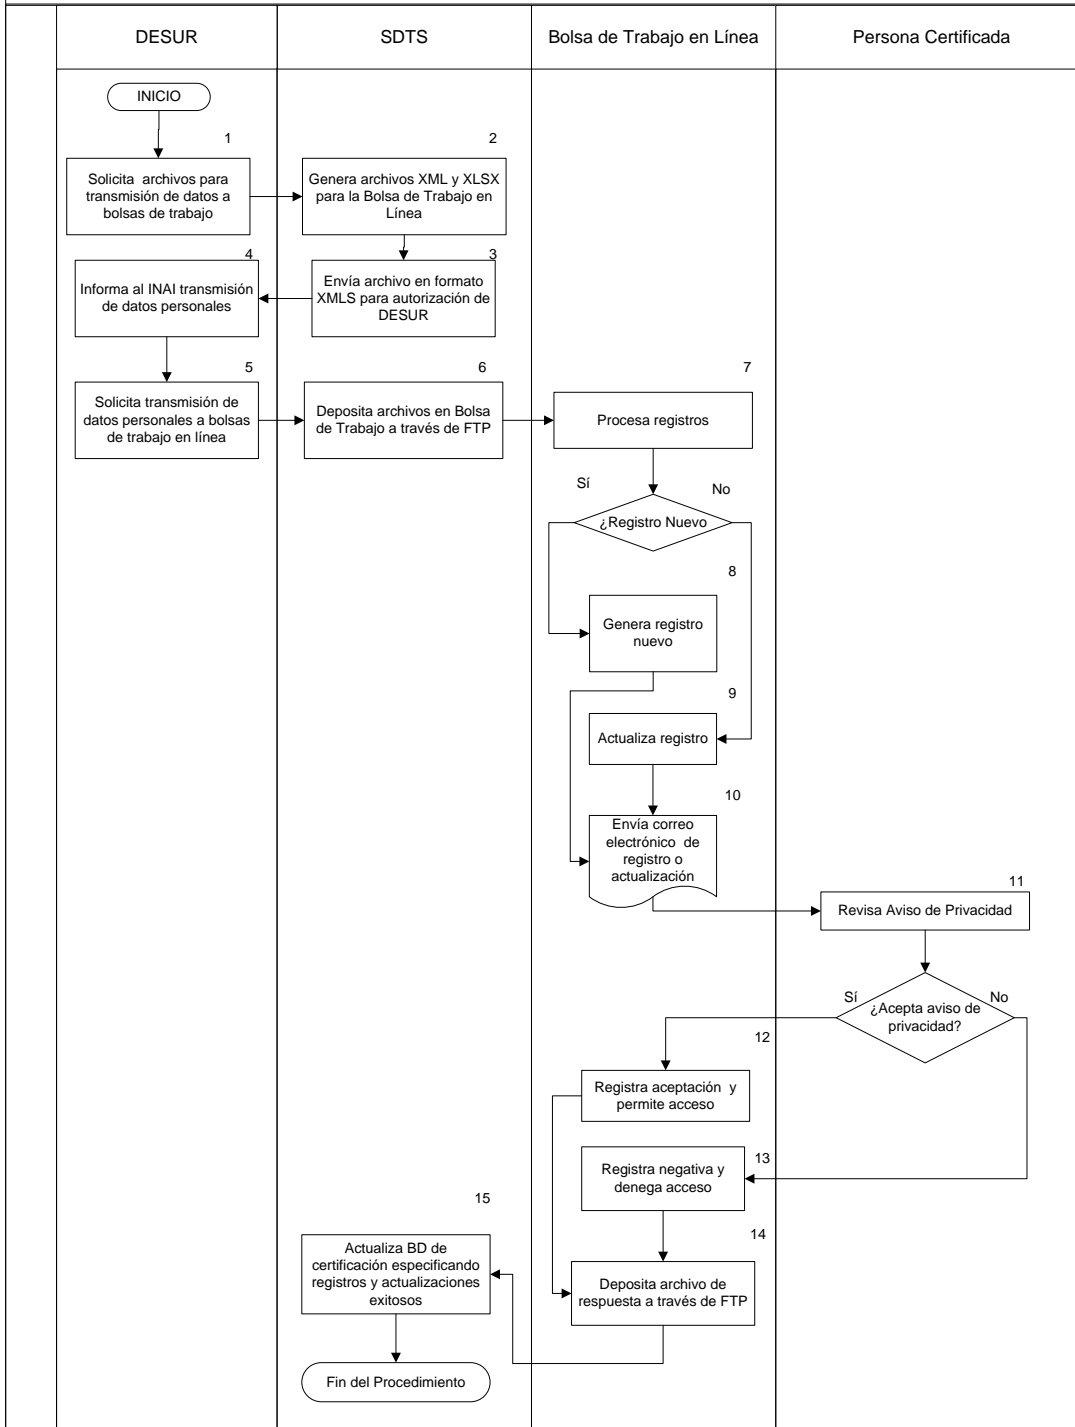 DESUR
SDTS
Bolsa de Trabajo en Línea
Persona Certificada
INICIO
1
Solicita archivos para
transmisión de datos a
bolsas de trabajo
2
Genera archivos XML y XLSX
para la Bolsa de Trabajo en
Línea
3
Envía archivo en formato
XMLS para autorización de
DESUR
4
Informa al INAI transmisión
de datos personales
5
Solicita transmisión de
datos personales a bolsas
de trabajo en línea
6
Deposita archivos en Bolsa
de Trabajo a través de FTP
7
Procesa registros
Sí
No
¿Registro Nuevo
8
Genera registro
nuevo
9
Actualiza registro
10
Envía correo
electrónico de
registro o
actualización
11
Revisa Aviso de Privacidad
Sí
No
¿Acepta aviso de
privacidad?
12
Registra aceptación y
permite acceso
13
Registra negativa y
denega acceso
14
Deposita archivo de
respuesta a través de FTP
15
Actualiza BD de
certificación especificando
registros y actualizaciones
exitosos
Fin del Procedimiento